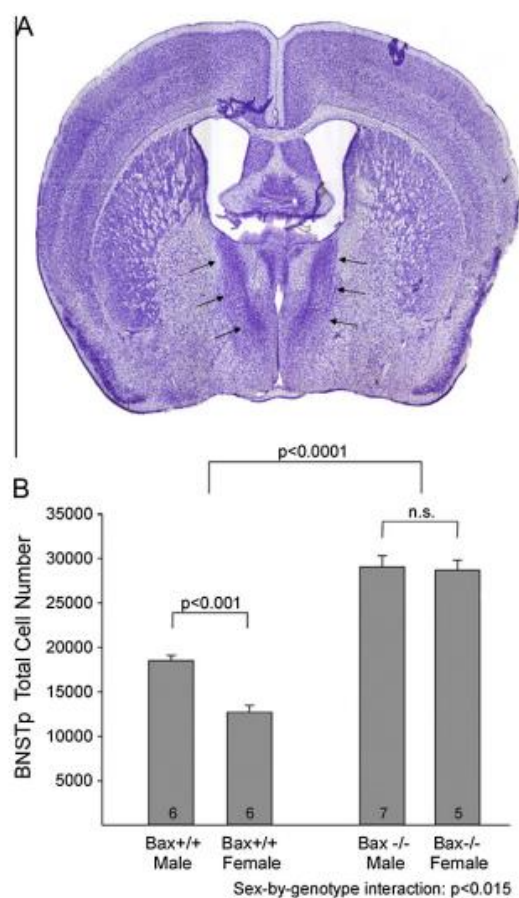 A
p<0.0001
B
n.s.
p<0.001
BNSTp Total Cell Number
35000
30000
25000
20000
15000
10000
5000
6
6
7
5
Bax+/+ Male
Bax+/+ Female
Bax -/- Male
Bax-/- Female
Sex-by-genotype interaction: p<0.015